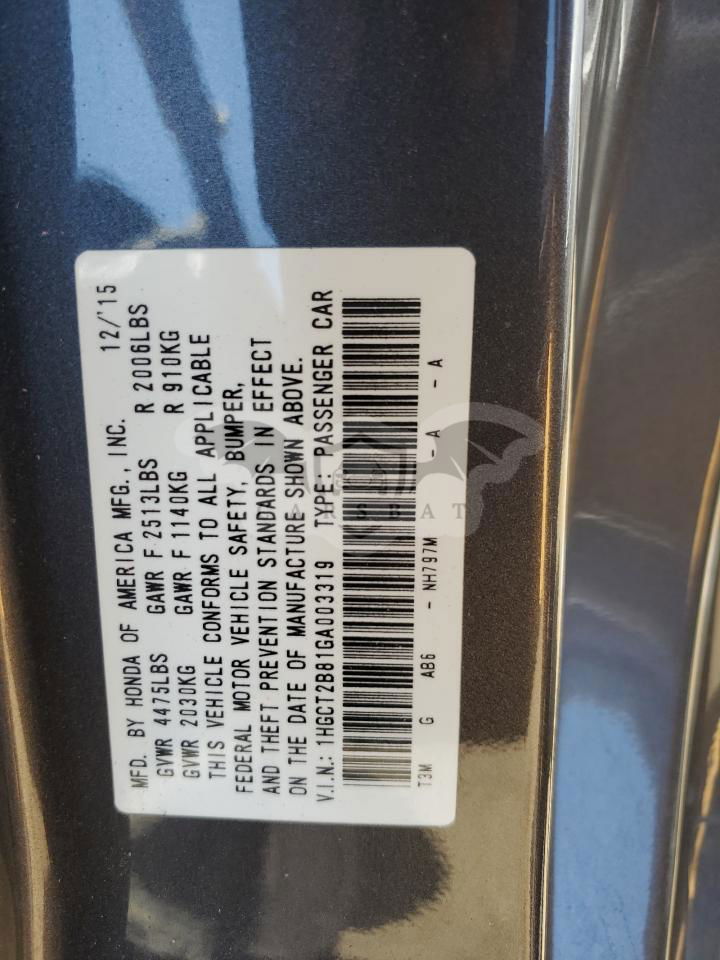 MFD. BY HONDA OF AMERICA MFG., INC. 12/'15
GVWR 4475LBS GAWR F 2513LBS R 2006LBS
GVWR 2030KG GAWR F 1140KG R 910KG
THIS VEHICLE CONFORMS TO ALL APPLICABLE
FEDERAL MOTOR VEHICLE SAFETY, BUMPER,
AND THEFT PREVENTION STANDARDS IN EFFECT
ON THE DATE OF MANUFACTURE SHOWN ABOVE.
V.I.N.: 1HGCT2B81GA003319 TYPE: PASSENGER CAR
CARSBAT
T3M G AB6 - NH797M -A - A